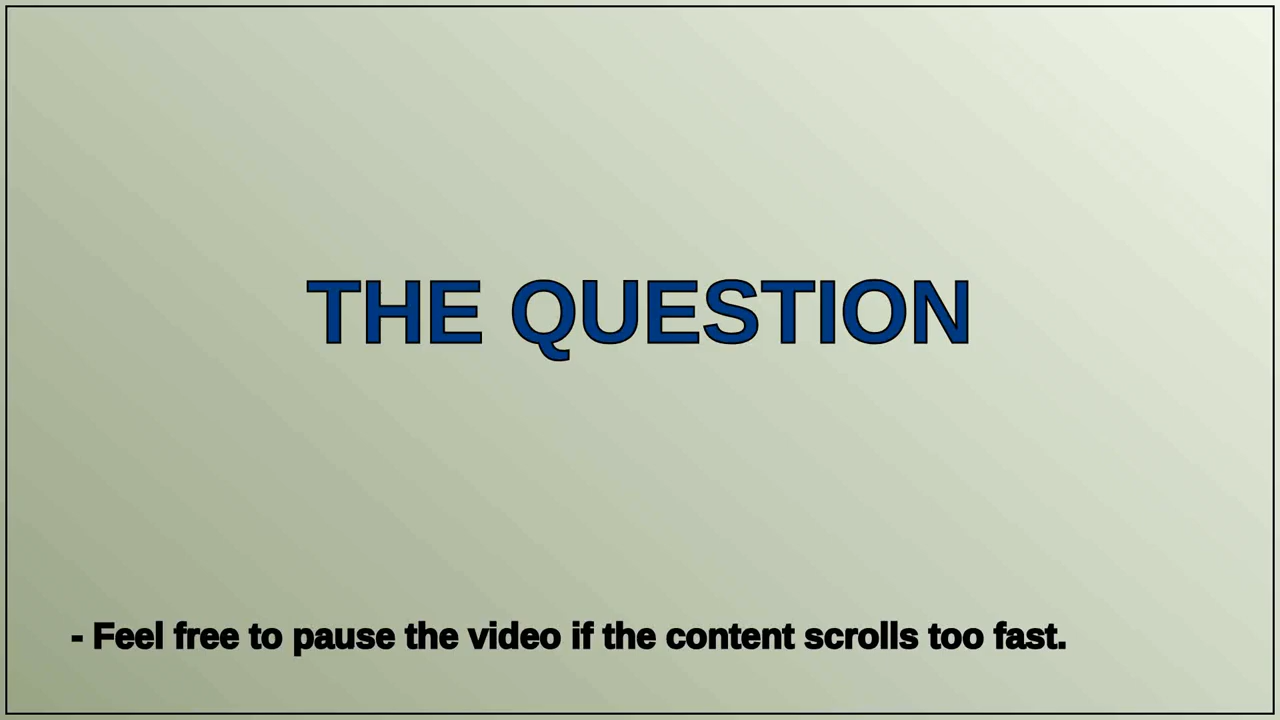 THE QUESTION
- Feel free to pause the video if the content scrolls too fast.